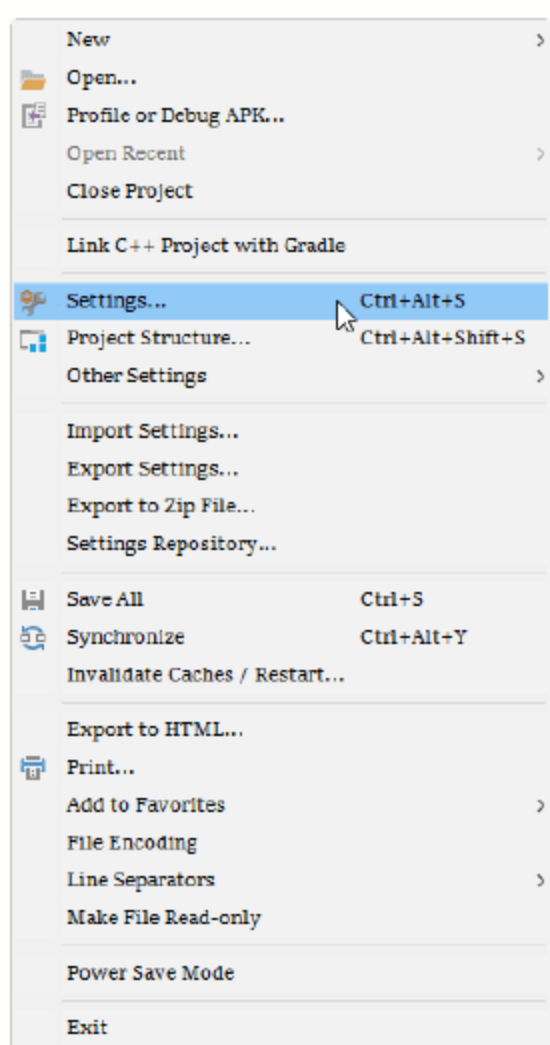 New
Open...
Profile or Debug APK...
Open Recent
Close Project
Link C++ Project with Gradle
Settings... Ctrl+Alt+S
Project Structure... Ctrl+Alt+Shift+S
Other Settings
Import Settings...
Export Settings...
Export to Zip File...
Settings Repository...
Save All Ctrl+S
Synchronize Ctrl+Alt+Y
Invalidate Caches / Restart...
Export to HTML...
Print...
Add to Favorites
File Encoding
Line Separators
Make File Read-only
Power Save Mode
Exit